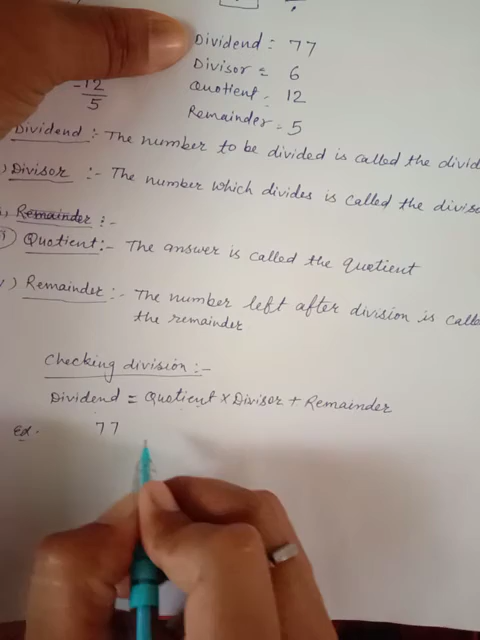 Dividend = 77
Divisor = 6
Quotient = 12
Remainder = 5
- 12
5
Dividend :- The number to be divided is called the divid
) Divisor :- The number which divides is called the diviso
Remainder :-
Quotient :- The answer is called the quotient
) Remainder :- The number left after division is calle
the remainder
Checking division :-
Dividend = Quotient × Divisor + Remainder
Ex. 77